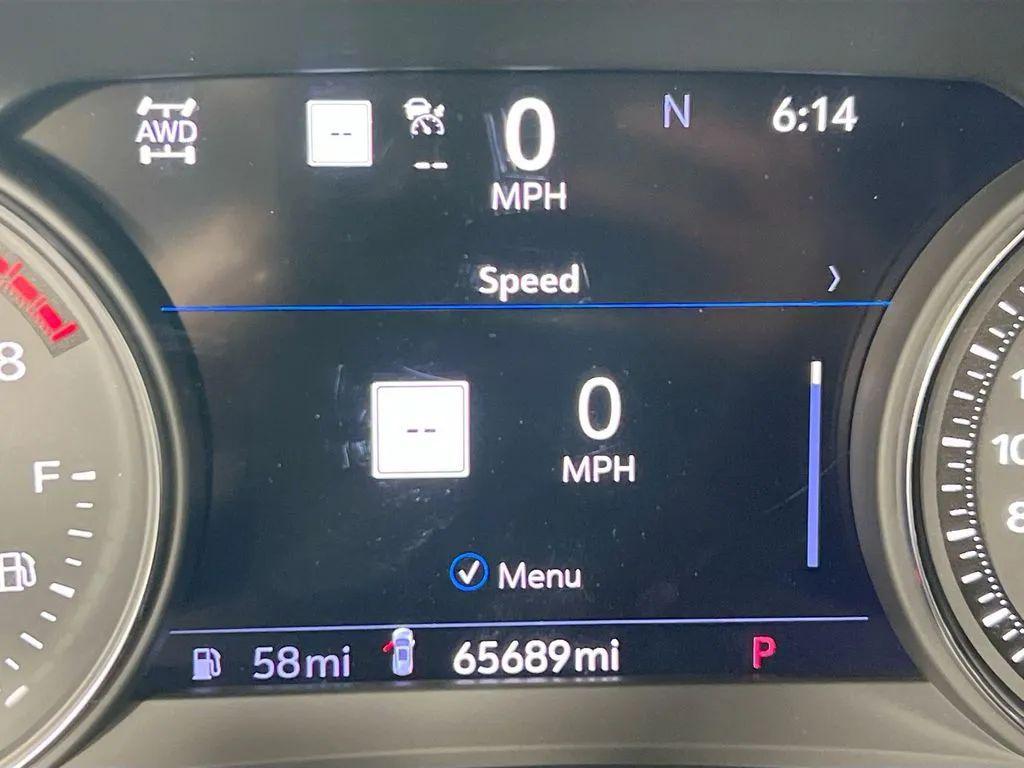 AWD
--
--
0
MPH
N
6:14
Speed
--
0
MPH
Menu
58mi
65689mi
P
8
F